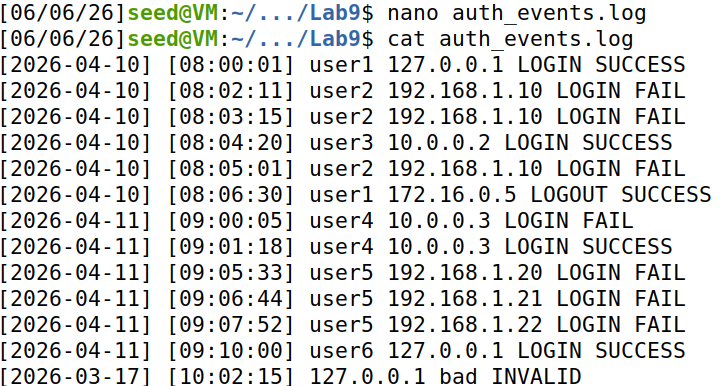 [06/06/26]seed@VM:~/.../Lab9$ nano auth_events.log
[06/06/26]seed@VM:~/.../Lab9$ cat auth_events.log
[2026-04-10] [08:00:01] user1 127.0.0.1 LOGIN SUCCESS
[2026-04-10] [08:02:11] user2 192.168.1.10 LOGIN FAIL
[2026-04-10] [08:03:15] user2 192.168.1.10 LOGIN FAIL
[2026-04-10] [08:04:20] user3 10.0.0.2 LOGIN SUCCESS
[2026-04-10] [08:05:01] user2 192.168.1.10 LOGIN FAIL
[2026-04-10] [08:06:30] user1 172.16.0.5 LOGOUT SUCCESS
[2026-04-11] [09:00:05] user4 10.0.0.3 LOGIN FAIL
[2026-04-11] [09:01:18] user4 10.0.0.3 LOGIN SUCCESS
[2026-04-11] [09:05:33] user5 192.168.1.20 LOGIN FAIL
[2026-04-11] [09:06:44] user5 192.168.1.21 LOGIN FAIL
[2026-04-11] [09:07:52] user5 192.168.1.22 LOGIN FAIL
[2026-04-11] [09:10:00] user6 127.0.0.1 LOGIN SUCCESS
[2026-03-17] [10:02:15] 127.0.0.1 bad INVALID